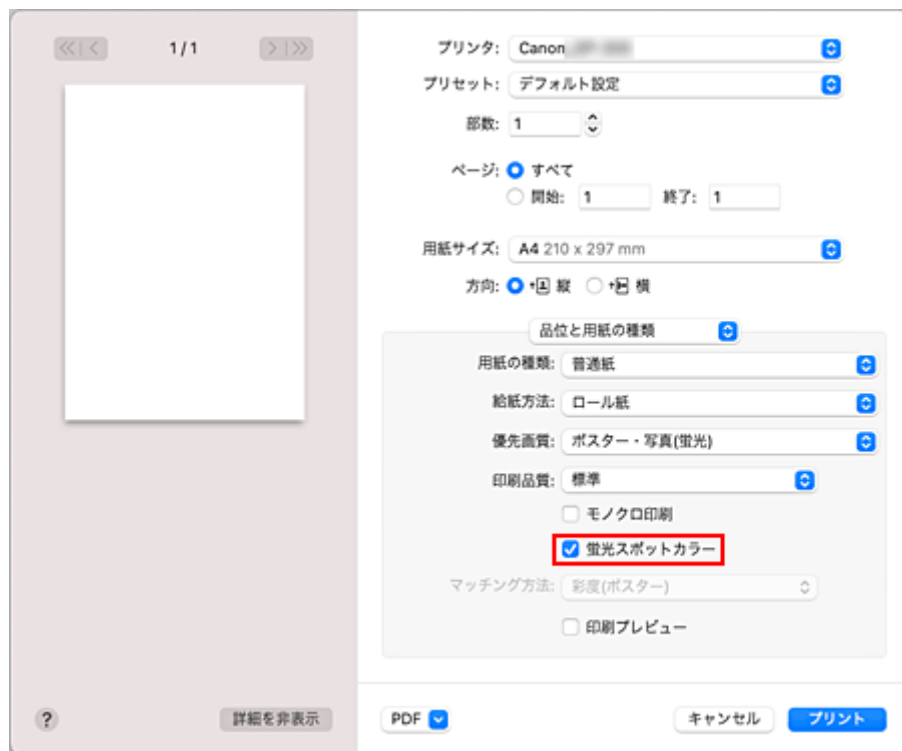 1 / 1
プリンタ: Canon
プリセット: デフォルト設定
部数: 1
ページ: すべて
開始: 1 終了: 1
用紙サイズ: A4 210 x 297 mm
方向: 縦 横
品位と用紙の種類
用紙の種類: 普通紙
給紙方法: ロール紙
優先画質: ポスター・写真(蛍光)
印刷品質: 標準
モノクロ印刷
蛍光スポットカラー
マッチング方法: 彩度(ポスター)
印刷プレビュー
? 詳細を非表示 PDF キャンセル プリント